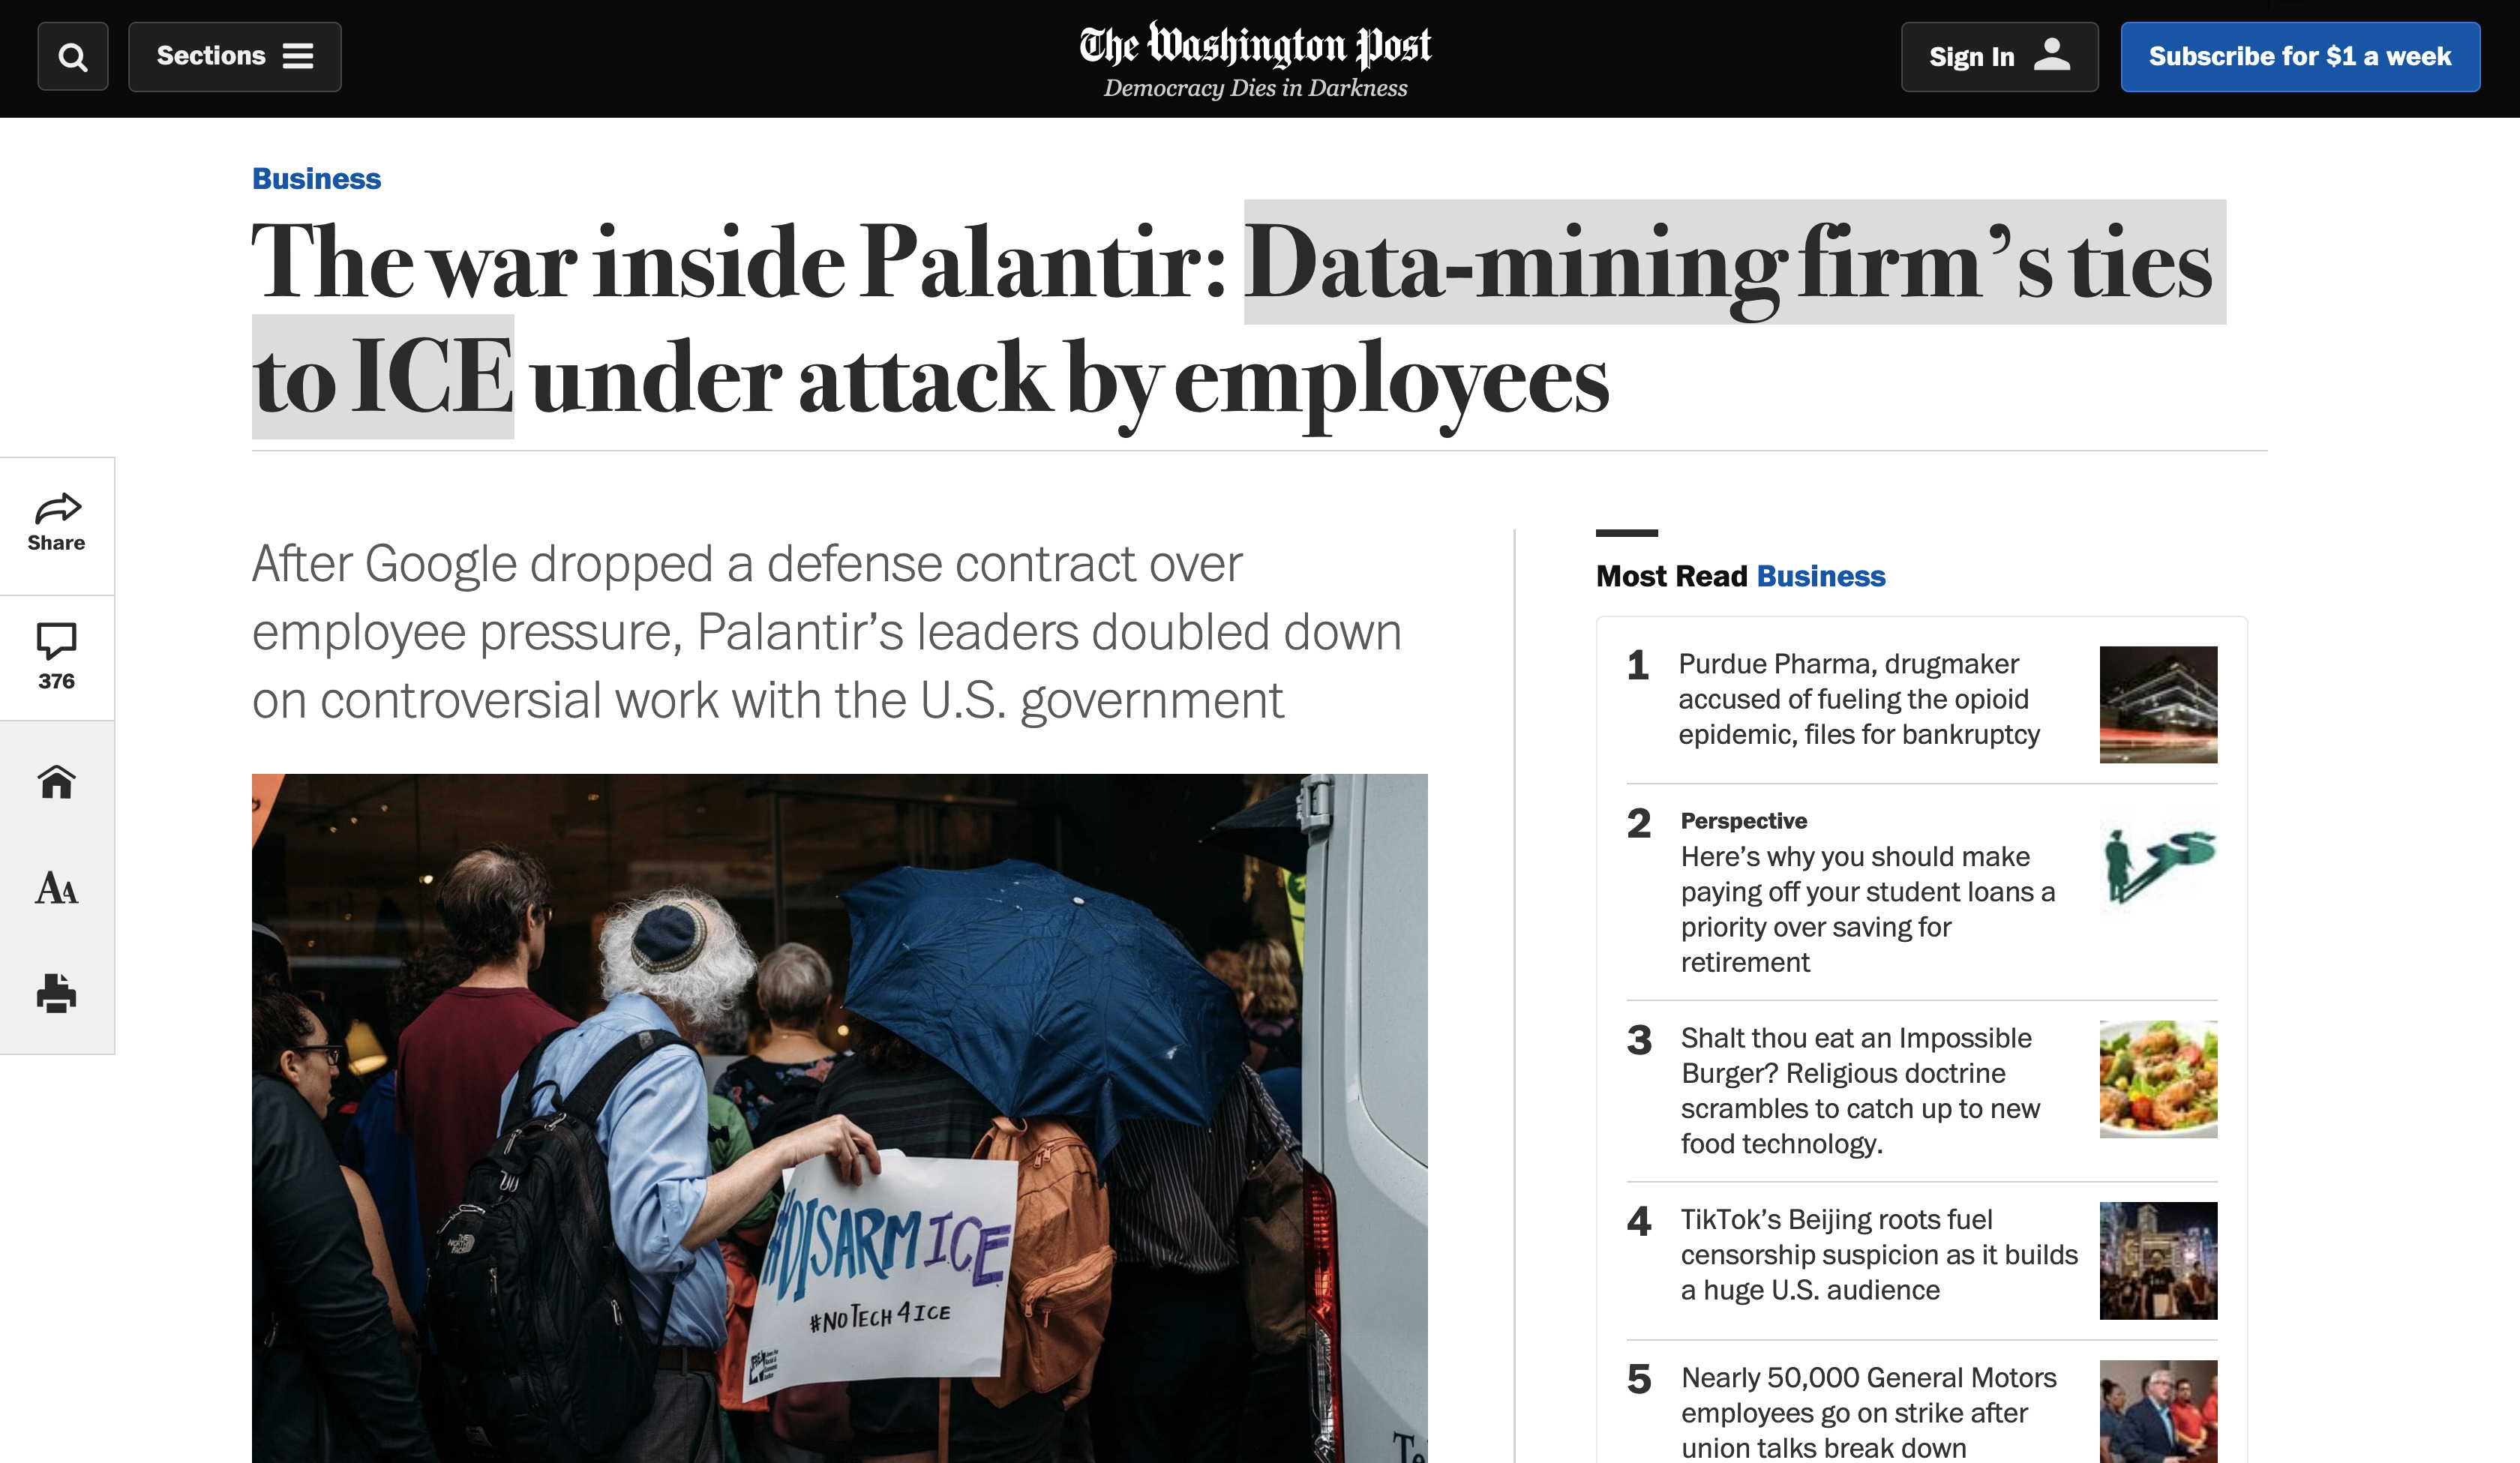 Sections
The Washington Post
Democracy Dies in Darkness
Sign In
Subscribe for $1 a week
Business
The war inside Palantir: Data-mining firm’s ties
to ICE under attack by employees
Share
376
AA
After Google dropped a defense contract over
employee pressure, Palantir’s leaders doubled down
on controversial work with the U.S. government
THE NORTH FACE
#DISARM ICE
#NOTECH4ICE
Most Read Business
1
Purdue Pharma, drugmaker
accused of fueling the opioid
epidemic, files for bankruptcy
2
Perspective
Here’s why you should make
paying off your student loans a
priority over saving for
retirement
3
Shalt thou eat an Impossible
Burger? Religious doctrine
scrambles to catch up to new
food technology.
4
TikTok’s Beijing roots fuel
censorship suspicion as it builds
a huge U.S. audience
5
Nearly 50,000 General Motors
employees go on strike after
union talks break down